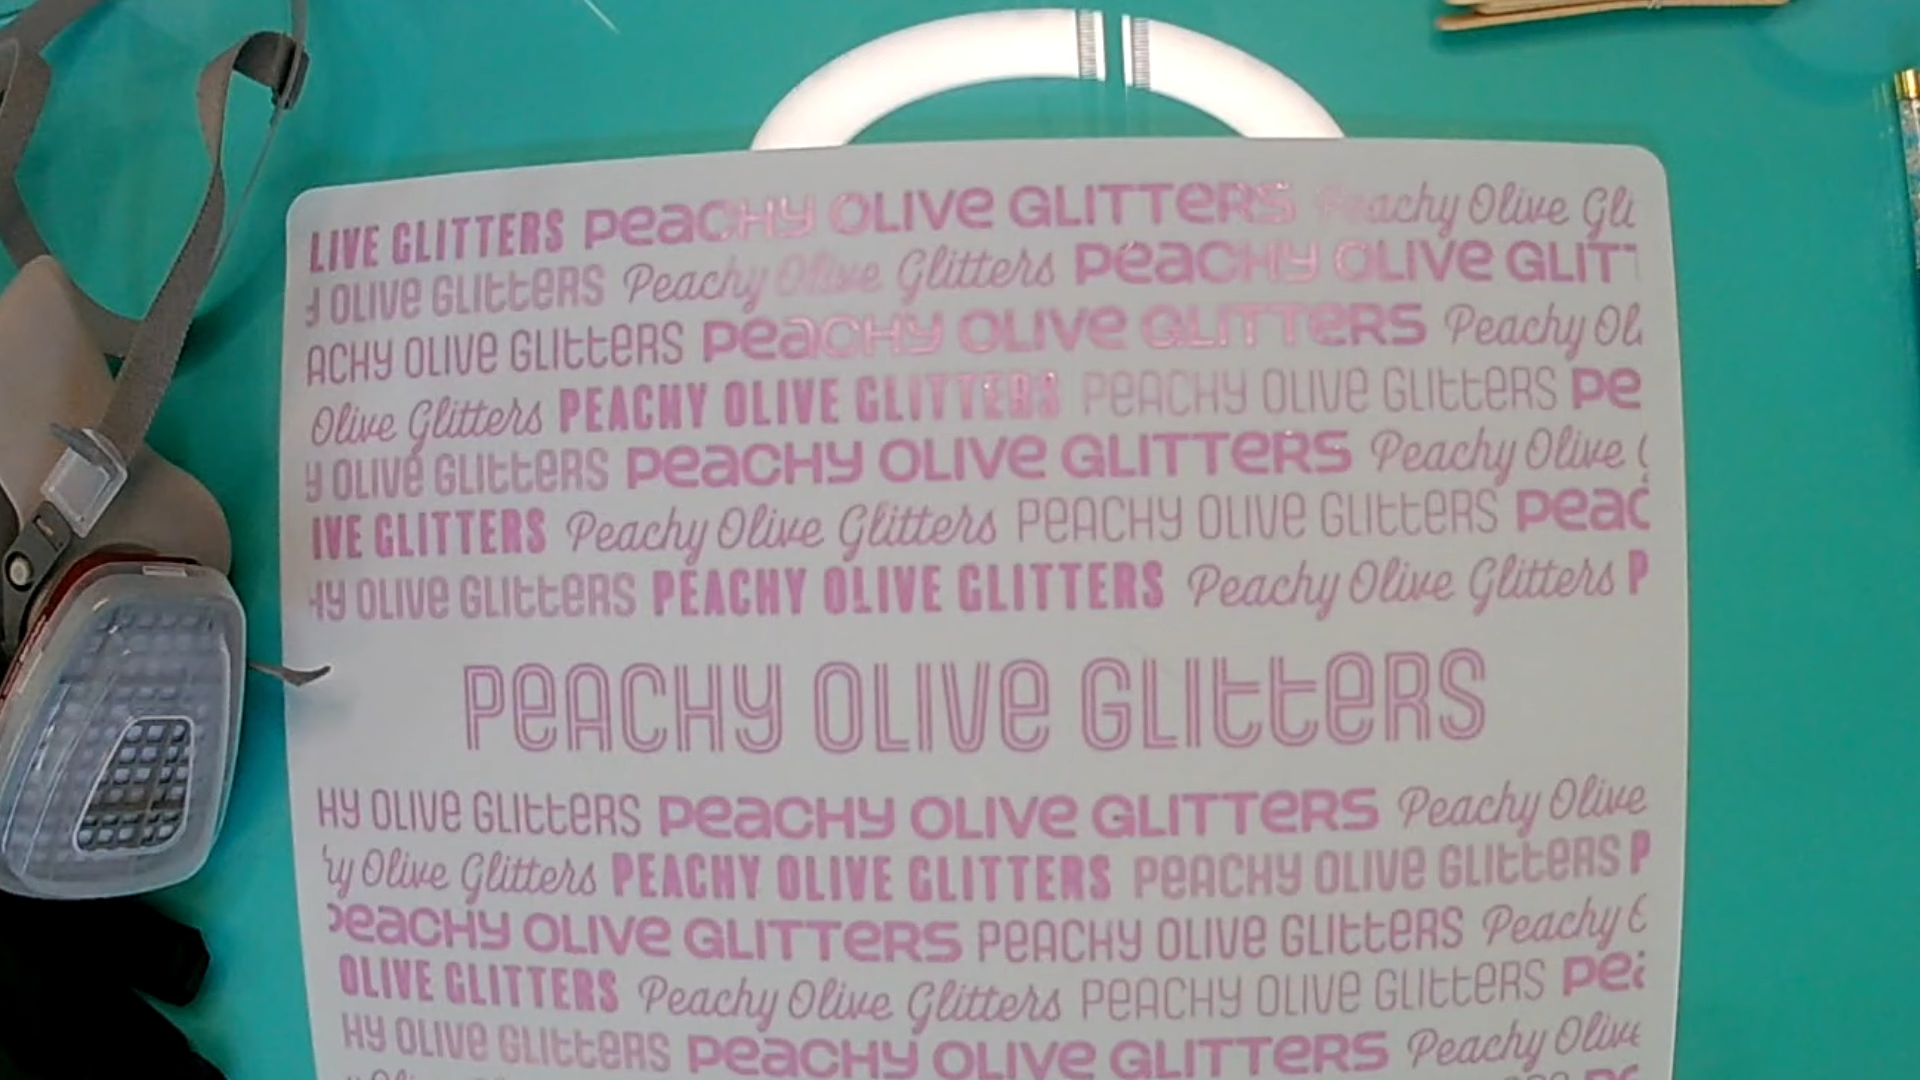 LIVE GLITTERS PeaCHY OLIVe GLITTeRS Peachy Olive Gli
Y OLIVe GLIttERS Peachy Olive Glitters PeaCHY OLIVe GLIT
ACHY OLIVe GLIttERS PeaCHY OLIVe GLITTeRS Peachy Ol
Olive Glitters PEACHY OLIVE GLITTERS PeACHY OLIVe GLIttERS Pe
Y OLIVe GLIttERS PeaCHY OLIVe GLITTeRS Peachy Olive
IVE GLITTERS Peachy Olive Glitters PeACHY OLIVe GLIttERS Peac
HY OLIVe GLIttERS PEACHY OLIVE GLITTERS Peachy Olive Glitters P
PeACHY OLIVe GLItteRS
HY OLIVe GLIttERS PeaCHY OLIVe GLITTeRS Peachy Olive
y Olive Glitters PEACHY OLIVE GLITTERS PeACHY OLIVe GLIttERS P
PeaCHY OLIVe GLITTeRS PeACHY OLIVe GLIttERS Peachy
OLIVE GLITTERS Peachy Olive Glitters PeACHY OLIVe GLIttERS Pea
HY OLIVe GLIttERS PeaCHY OLIVe GLITTeRS Peachy Olive